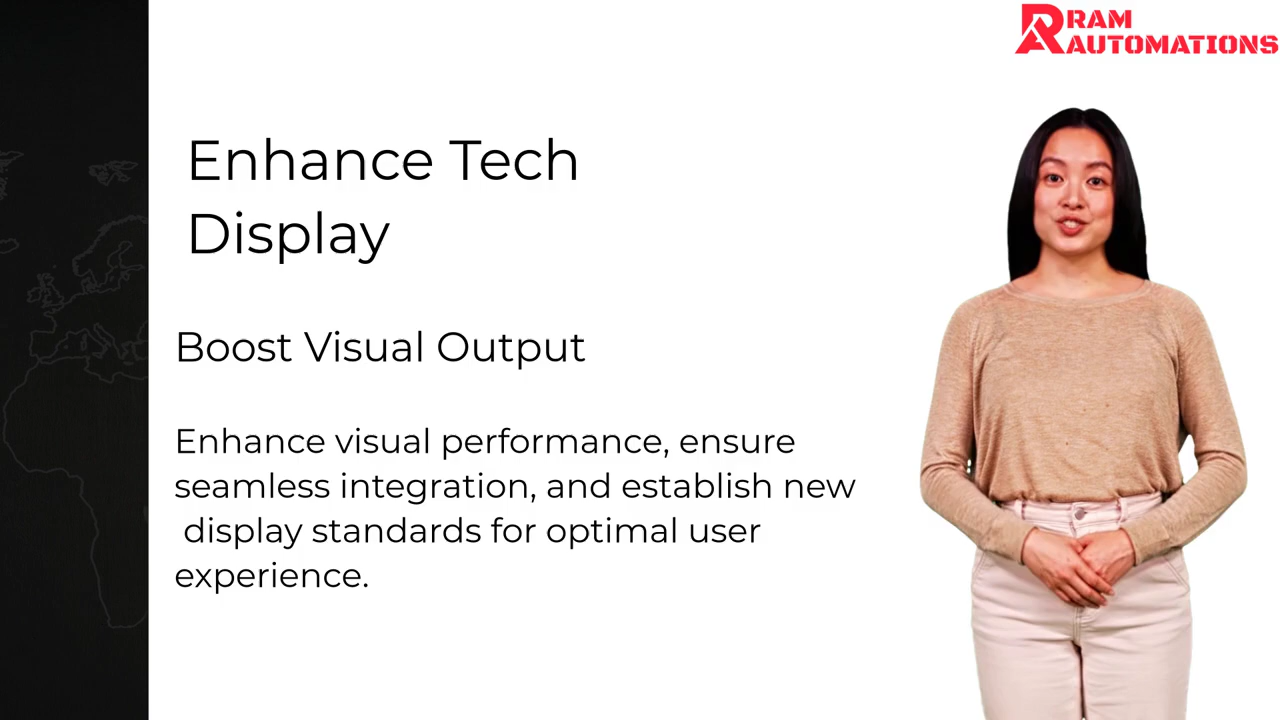 RAM
AUTOMATIONS
Enhance Tech
Display
Boost Visual Output
Enhance visual performance, ensure
seamless integration, and establish new
display standards for optimal user
experience.